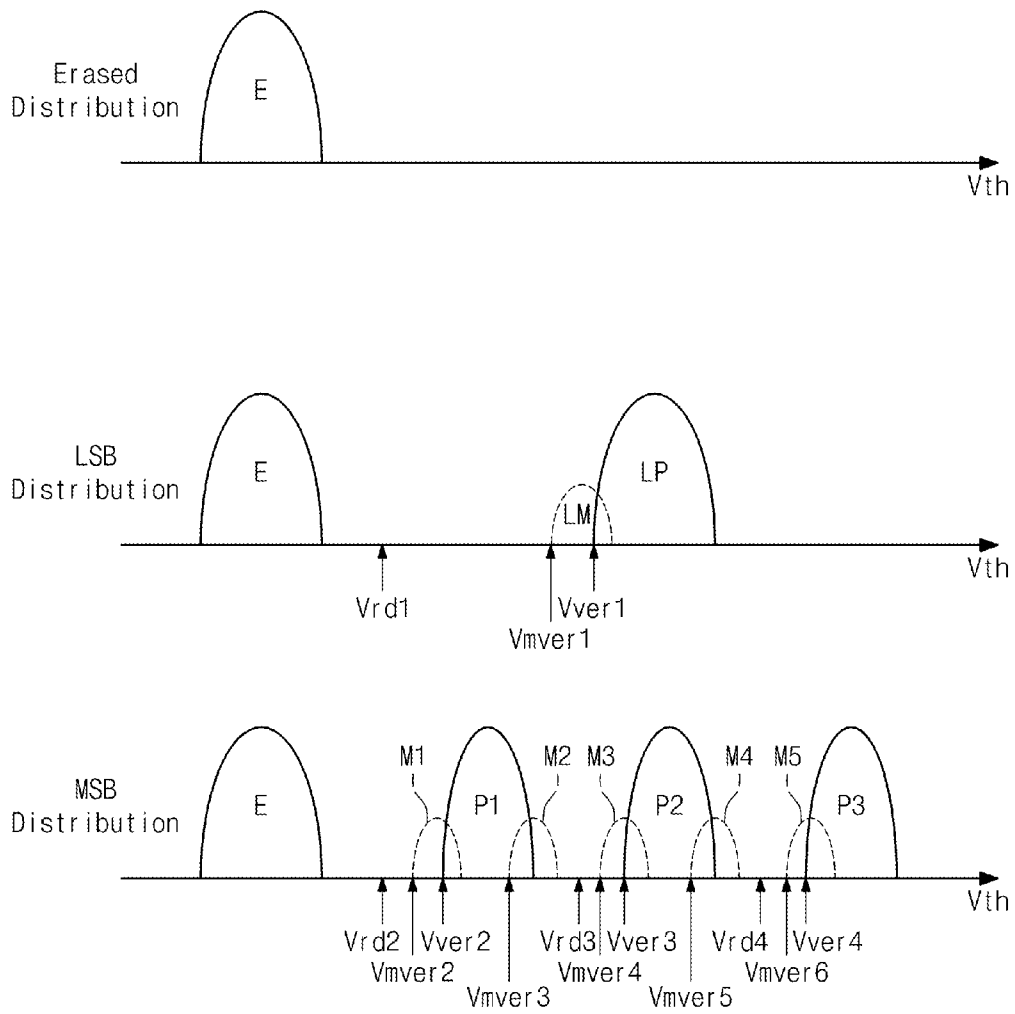 Erased
Distribution
E
Vth
LSB
Distribution
E
LM
LP
Vth
Vrd1
Vver1
Vmver1
MSB
Distribution
E
M1
P1
M2
M3
P2
M4
M5
P3
Vth
Vrd2
Vver2
Vrd3
Vver3
Vrd4
Vver4
Vmver2
Vmver4
Vmver6
Vmver3
Vmver5